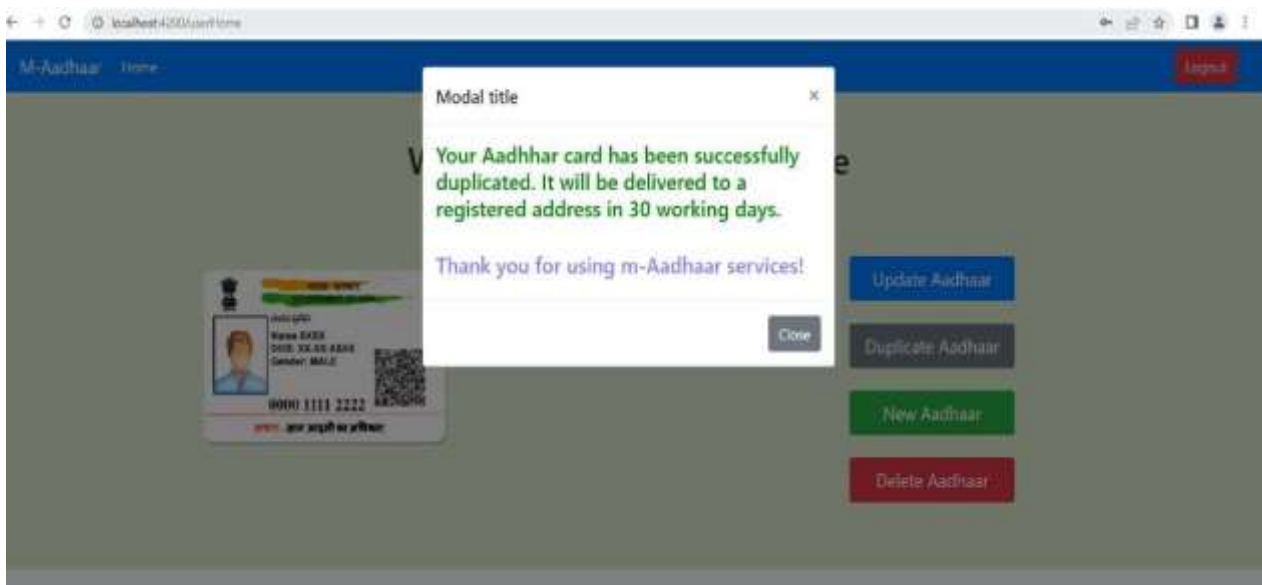 localhost:4200/userHome
M-Aadhaar Home
Logout
Modal title
×
Your Aadhhar card has been successfully
duplicated. It will be delivered to a
registered address in 30 working days.
Thank you for using m-Aadhaar services!
Close
Gender: MALE
0000 1111 2222
Update Aadhaar
Duplicate Aadhaar
New Aadhaar
Delete Aadhaar